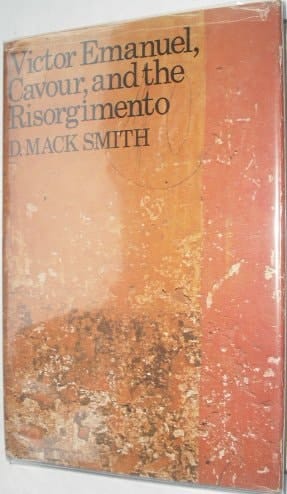 Victor Emanuel,
Cavour, and the
Risorgimento
D. MACK SMITH